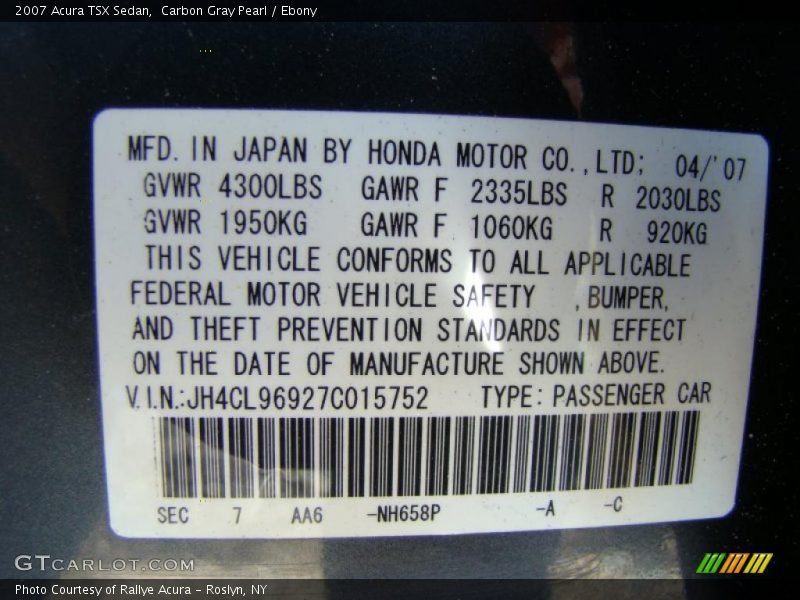 2007 Acura TSX Sedan,  Carbon Gray Pearl / Ebony
MFD. IN JAPAN BY HONDA MOTOR CO.,LTD; 04/'07
GVWR 4300LBS GAWR F 2335LBS R 2030LBS
GVWR 1950KG GAWR F 1060KG R 920KG
THIS VEHICLE CONFORMS TO ALL APPLICABLE
FEDERAL MOTOR VEHICLE SAFETY ,BUMPER,
AND THEFT PREVENTION STANDARDS IN EFFECT
ON THE DATE OF MANUFACTURE SHOWN ABOVE.
V.I.N.:JH4CL96927C015752 TYPE: PASSENGER CAR
SEC 7 AA6 -NH658P -A -C
GTCARLOT.COM
Photo Courtesy of Rallye Acura - Roslyn, NY